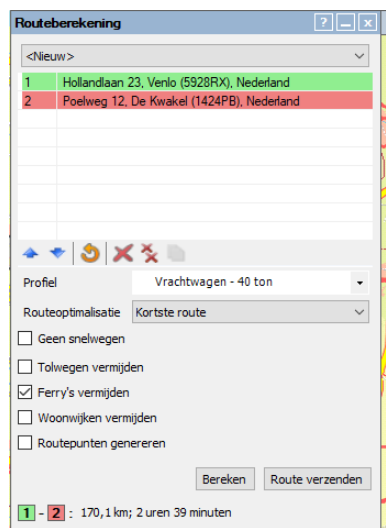 Routeberekening
<Nieuw>
1 Hollandlaan 23, Venlo (5928RX), Nederland
2 Poelweg 12, De Kwakel (1424PB), Nederland
Profiel Vrachtwagen - 40 ton
Routeoptimalisatie Kortste route
Geen snelwegen
Tolwegen vermijden
Ferry's vermijden
Woonwijken vermijden
Routepunten genereren
Bereken Route verzenden
1 - 2 : 170,1 km; 2 uren 39 minuten